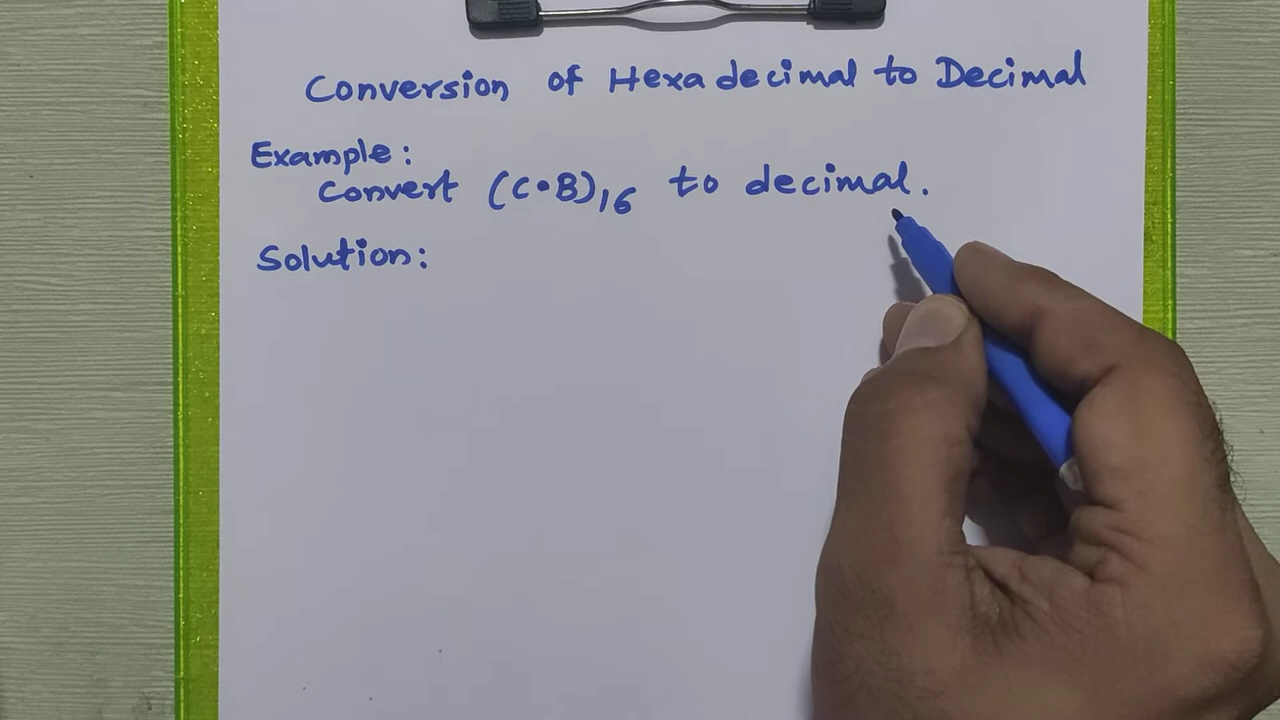 Conversion of Hexadecimal to Decimal
Example:
Convert (C•B)₁₆ to decimal.
Solution: